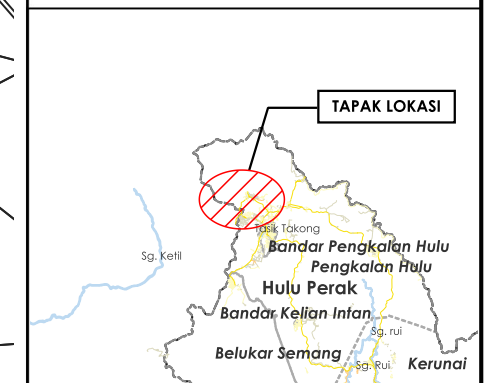 TAPAK LOKASI
Tasik Takong
Bandar Pengkalan Hulu
Sg. Ketil
Pengkalan Hulu
Hulu Perak
Bandar Kelian Infan
Sg. rui
Belukar Semang
Sg. Rui
Kerunai